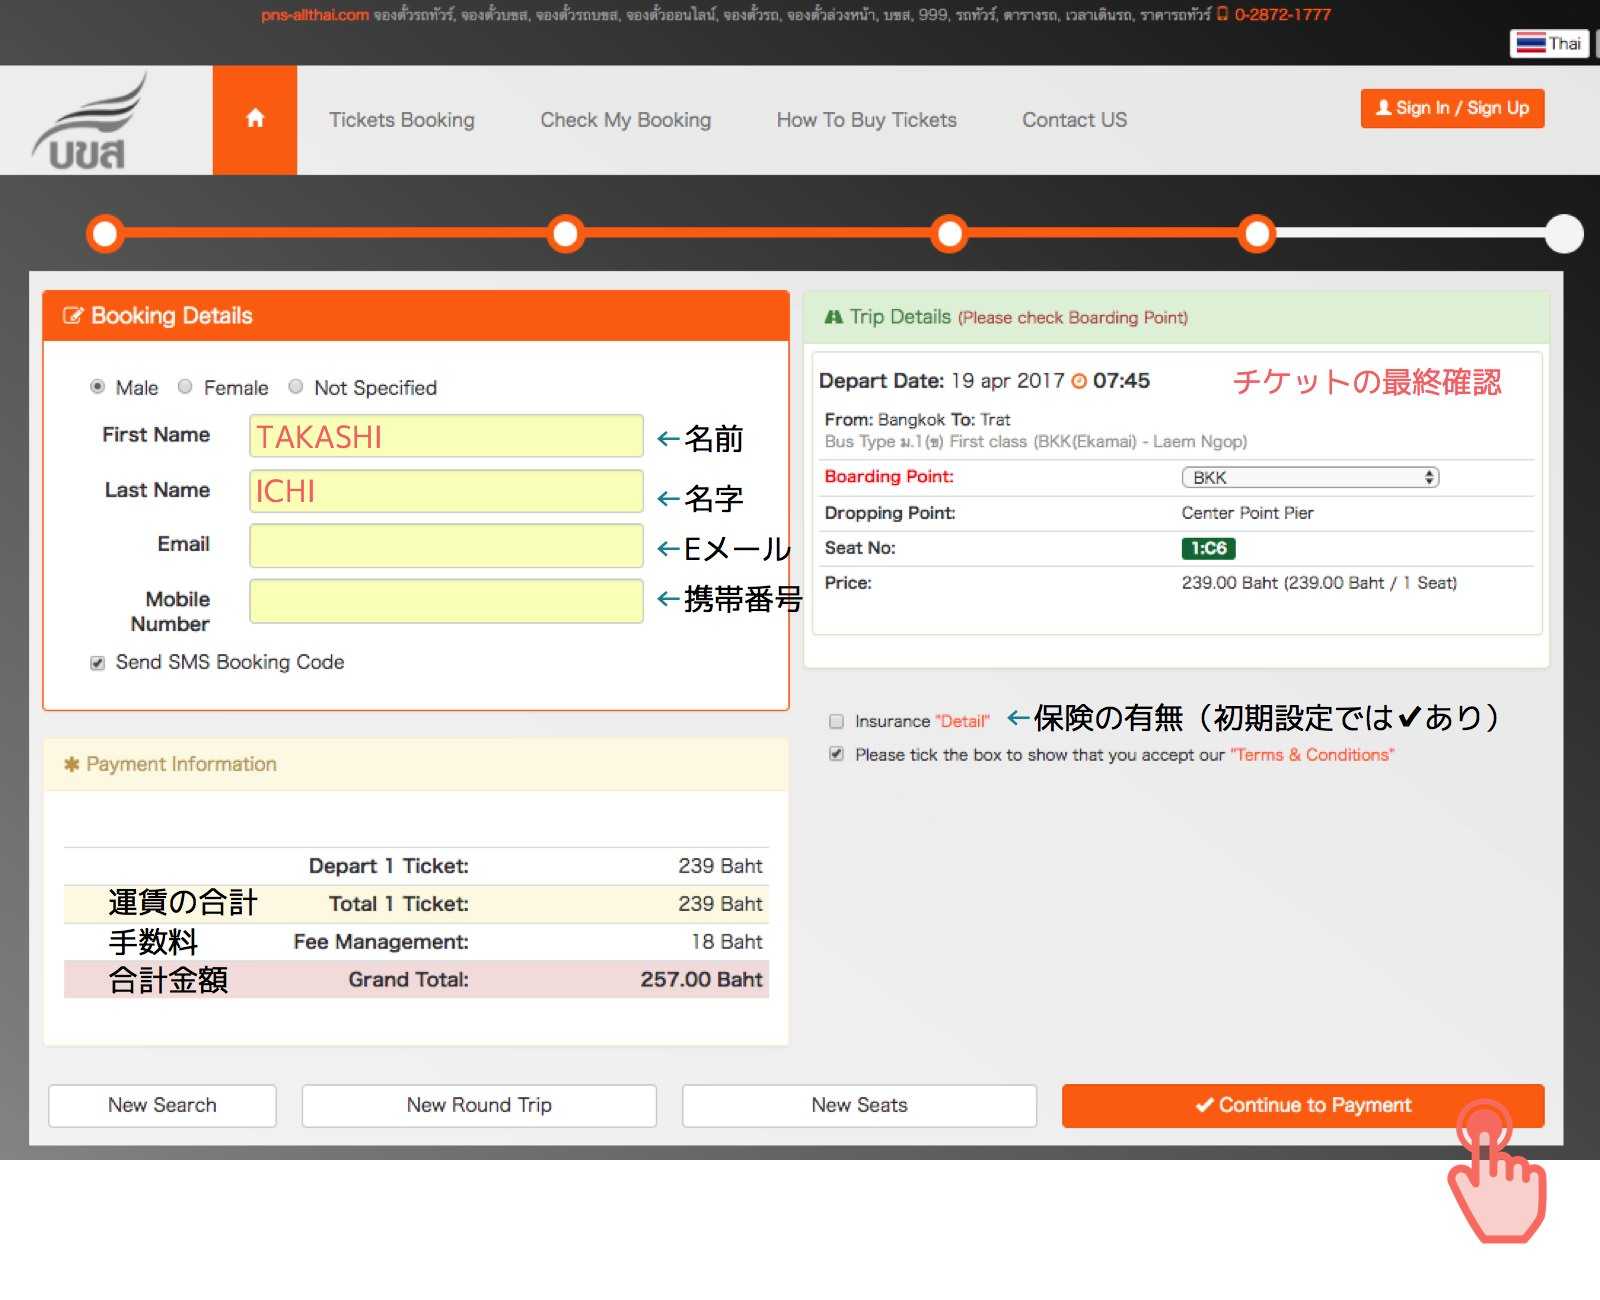 pns-allthai.com จองตั๋วรถทัวร์, จองตั๋วบขส, จองตั๋วรถบขส, จองตั๋วออนไลน์, จองตั๋วรถ, จองตั๋วล่วงหน้า, บขส, 999, รถทัวร์, ตารางรถ, เวลาเดินรถ, ราคารถทัวร์ 0-2872-1777
Thai
บขส
Tickets Booking
Check My Booking
How To Buy Tickets
Contact US
Sign In / Sign Up
Booking Details
Male Female Not Specified
First Name TAKASHI ←名前
Last Name ICHI ←名字
Email ←Eメール
Mobile Number ←携帯番号
Send SMS Booking Code
Trip Details (Please check Boarding Point)
Depart Date: 19 apr 2017 07:45 チケットの最終確認
From: Bangkok To: Trat
Bus Type ม.1(ข) First class (BKK(Ekamai) - Laem Ngop)
Boarding Point: BKK
Dropping Point: Center Point Pier
Seat No: 1:C6
Price: 239.00 Baht (239.00 Baht / 1 Seat)
Insurance "Detail" ←保険の有無（初期設定では✔あり）
Please tick the box to show that you accept our "Terms & Conditions"
Payment Information
Depart 1 Ticket: 239 Baht
運賃の合計 Total 1 Ticket: 239 Baht
手数料 Fee Management: 18 Baht
合計金額 Grand Total: 257.00 Baht
New Search
New Round Trip
New Seats
Continue to Payment